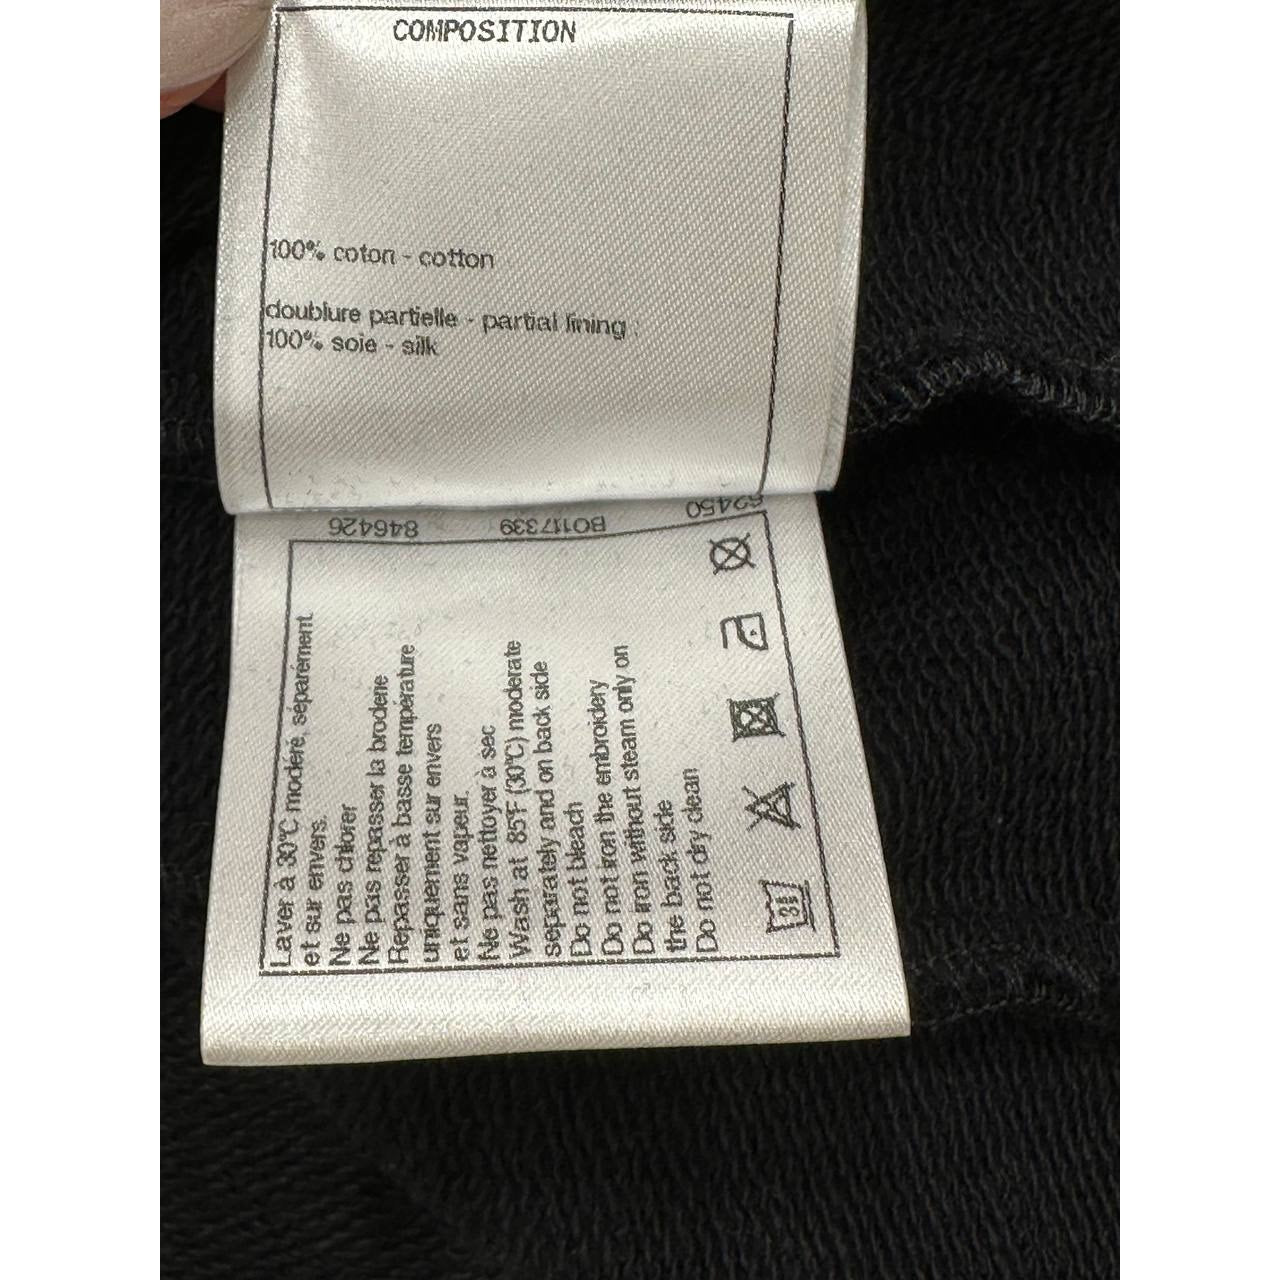 COMPOSITION
100% coton - cotton
doublure partielle - partial lining :
100% soie - silk
846426 BO117339 62450
Laver à 30°C modéré, séparément
et sur envers.
Ne pas chlorer
Ne pas repasser la broderie
Repasser à basse température
uniquement sur envers
et sans vapeur.
Ne pas nettoyer à sec
Wash at 85°F (30°C) moderate
separately and on back side
Do not bleach
Do not iron the embroidery
Do iron without steam only on
the back side
Do not dry clean
30